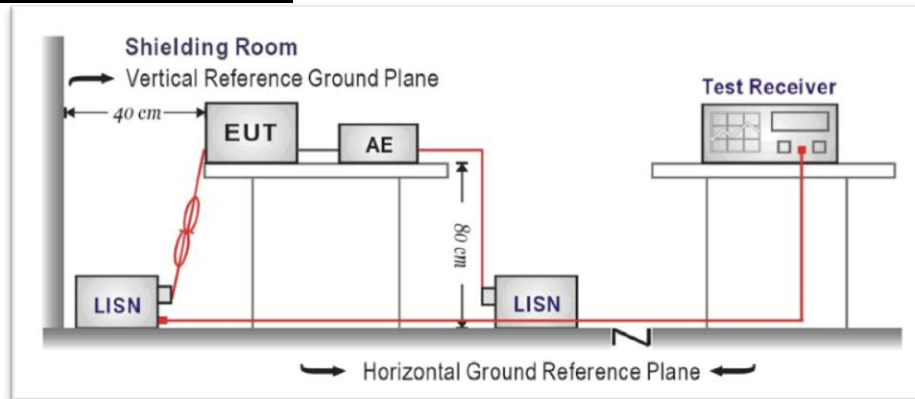 Shielding Room
Vertical Reference Ground Plane
Test Receiver
40 cm
EUT
AE
80 cm
LISN
LISN
Horizontal Ground Reference Plane